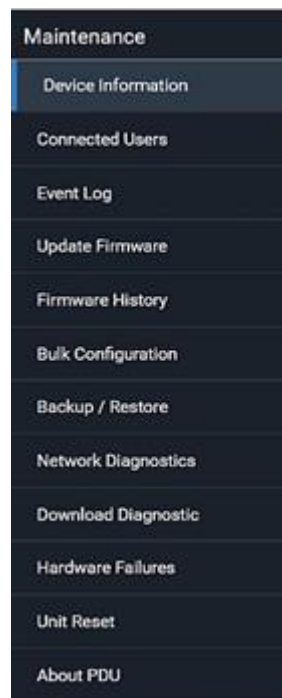 Maintenance
Device Information
Connected Users
Event Log
Update Firmware
Firmware History
Bulk Configuration
Backup / Restore
Network Diagnostics
Download Diagnostic
Hardware Failures
Unit Reset
About PDU